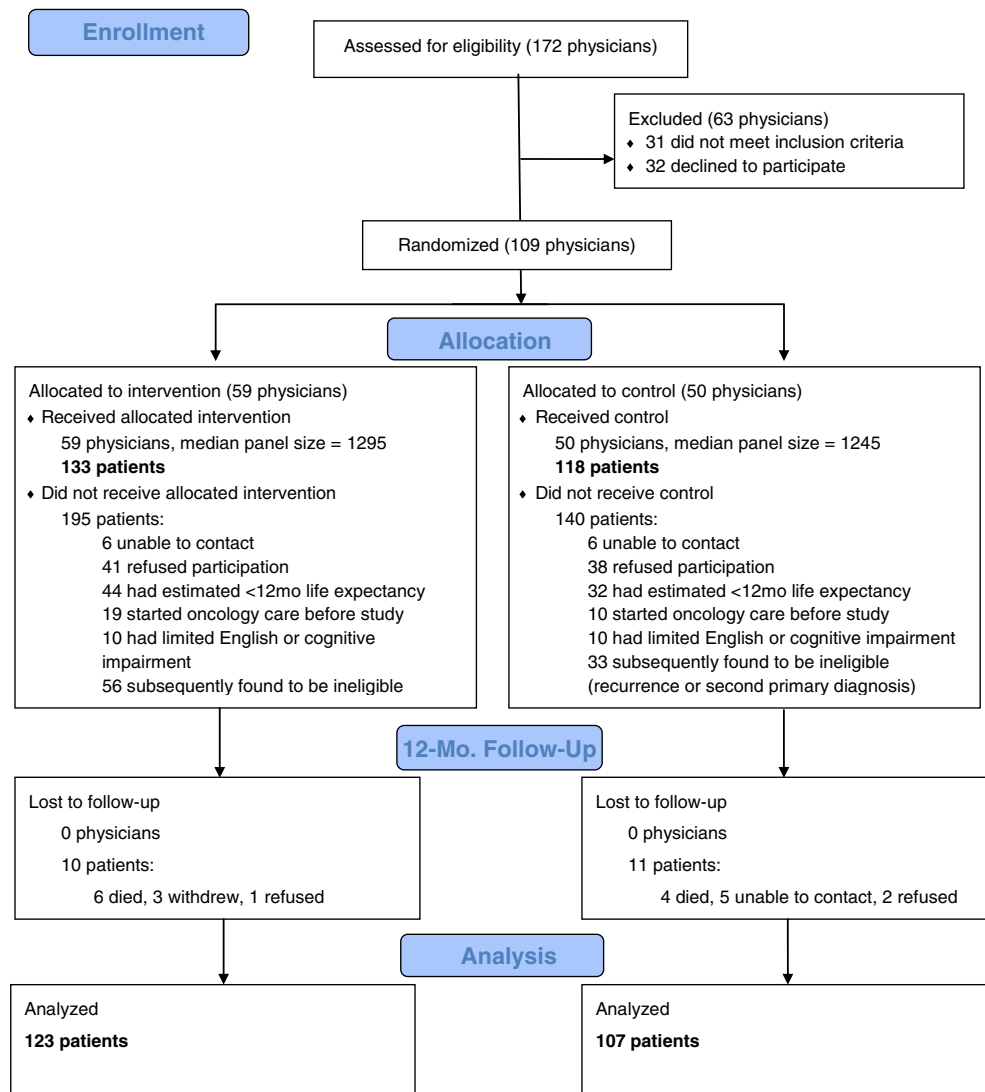 Enrollment
Assessed for eligibility (172 physicians)
Excluded (63 physicians)
♦ 31 did not meet inclusion criteria
♦ 32 declined to participate
Randomized (109 physicians)
Allocation
Allocated to intervention (59 physicians)
♦ Received allocated intervention
59 physicians, median panel size = 1295
133 patients
♦ Did not receive allocated intervention
195 patients:
6 unable to contact
41 refused participation
44 had estimated <12mo life expectancy
19 started oncology care before study
10 had limited English or cognitive
impairment
56 subsequently found to be ineligible
Allocated to control (50 physicians)
♦ Received control
50 physicians, median panel size = 1245
118 patients
♦ Did not receive control
140 patients:
6 unable to contact
38 refused participation
32 had estimated <12mo life expectancy
10 started oncology care before study
10 had limited English or cognitive impairment
33 subsequently found to be ineligible
(recurrence or second primary diagnosis)
12-Mo. Follow-Up
Lost to follow-up
0 physicians
10 patients:
6 died, 3 withdrew, 1 refused
Lost to follow-up
0 physicians
11 patients:
4 died, 5 unable to contact, 2 refused
Analysis
Analyzed
123 patients
Analyzed
107 patients